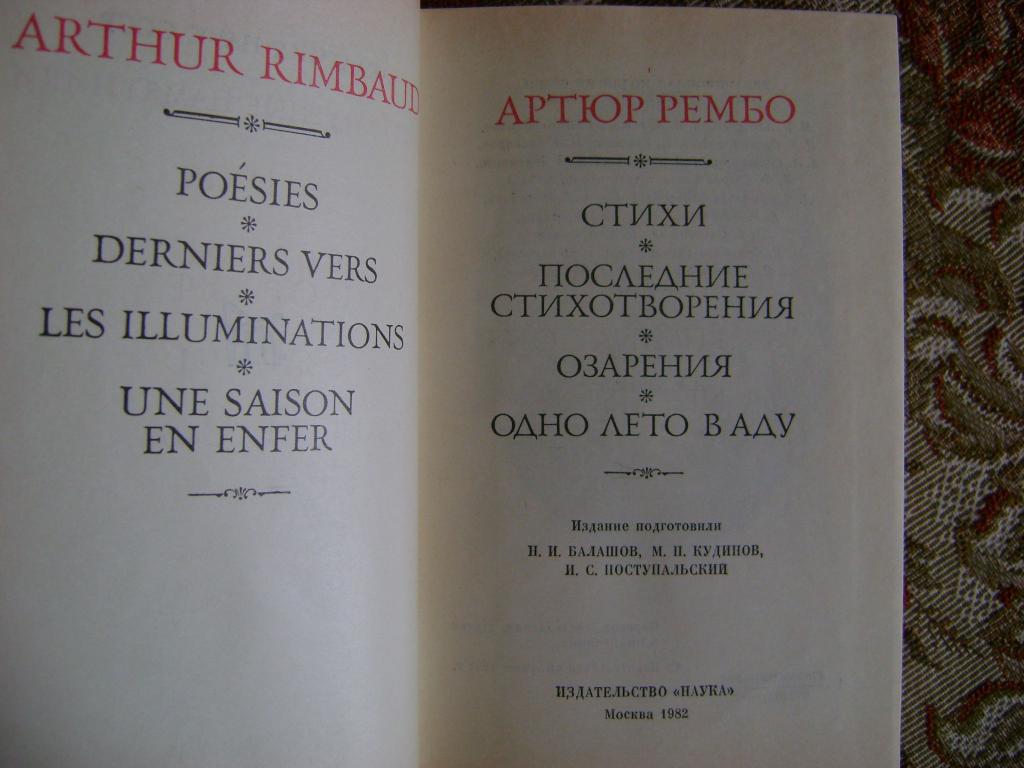 ARTHUR RIMBAUD
POÉSIES
*
DERNIERS VERS
*
LES ILLUMINATIONS
*
UNE SAISON
EN ENFER
АРТЮР РЕМБО
СТИХИ
*
ПОСЛЕДНИЕ
СТИХОТВОРЕНИЯ
*
ОЗАРЕНИЯ
*
ОДНО ЛЕТО В АДУ
Издание подготовили
Н. И. БАЛАШОВ, М. П. КУДИНОВ,
И. С. ПОСТУПАЛЬСКИЙ
ИЗДАТЕЛЬСТВО «НАУКА»
Москва 1982